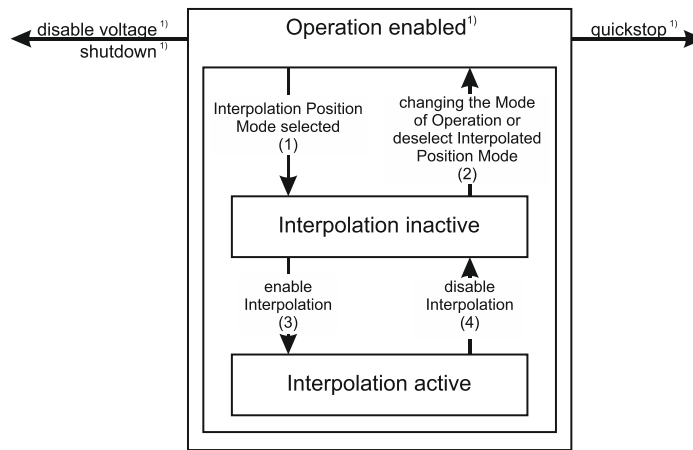 disable voltage 1)
shutdown 1)
Operation enabled 1)
quickstop 1)
Interpolation Position
Mode selected
(1)
changing the Mode
of Operation or
deselect Interpolated
Position Mode
(2)
Interpolation inactive
enable
Interpolation
(3)
disable
Interpolation
(4)
Interpolation active